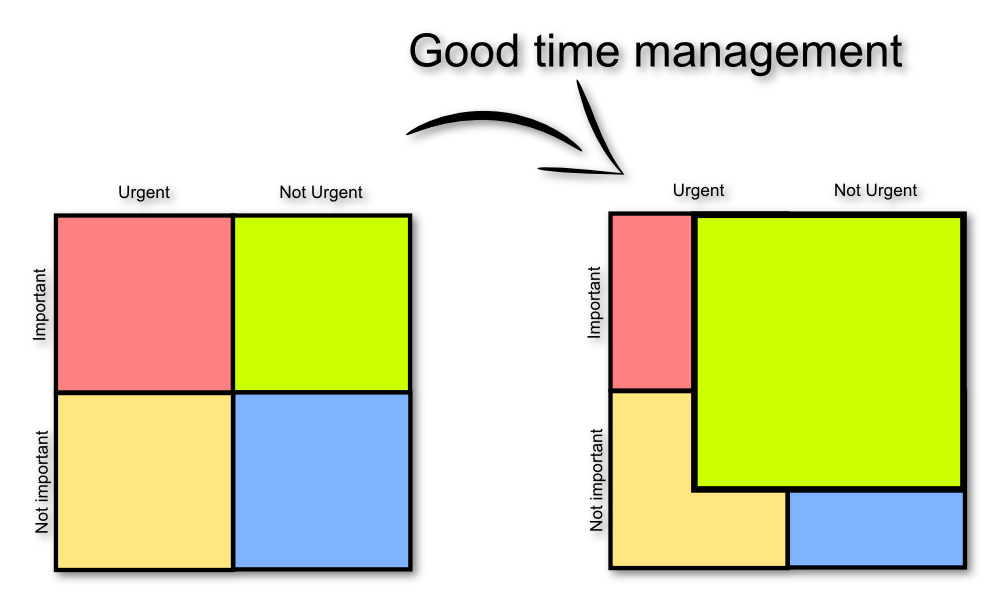 Good time management
Urgent
Not Urgent
Important
Not important
Urgent
Not Urgent
Important
Not important